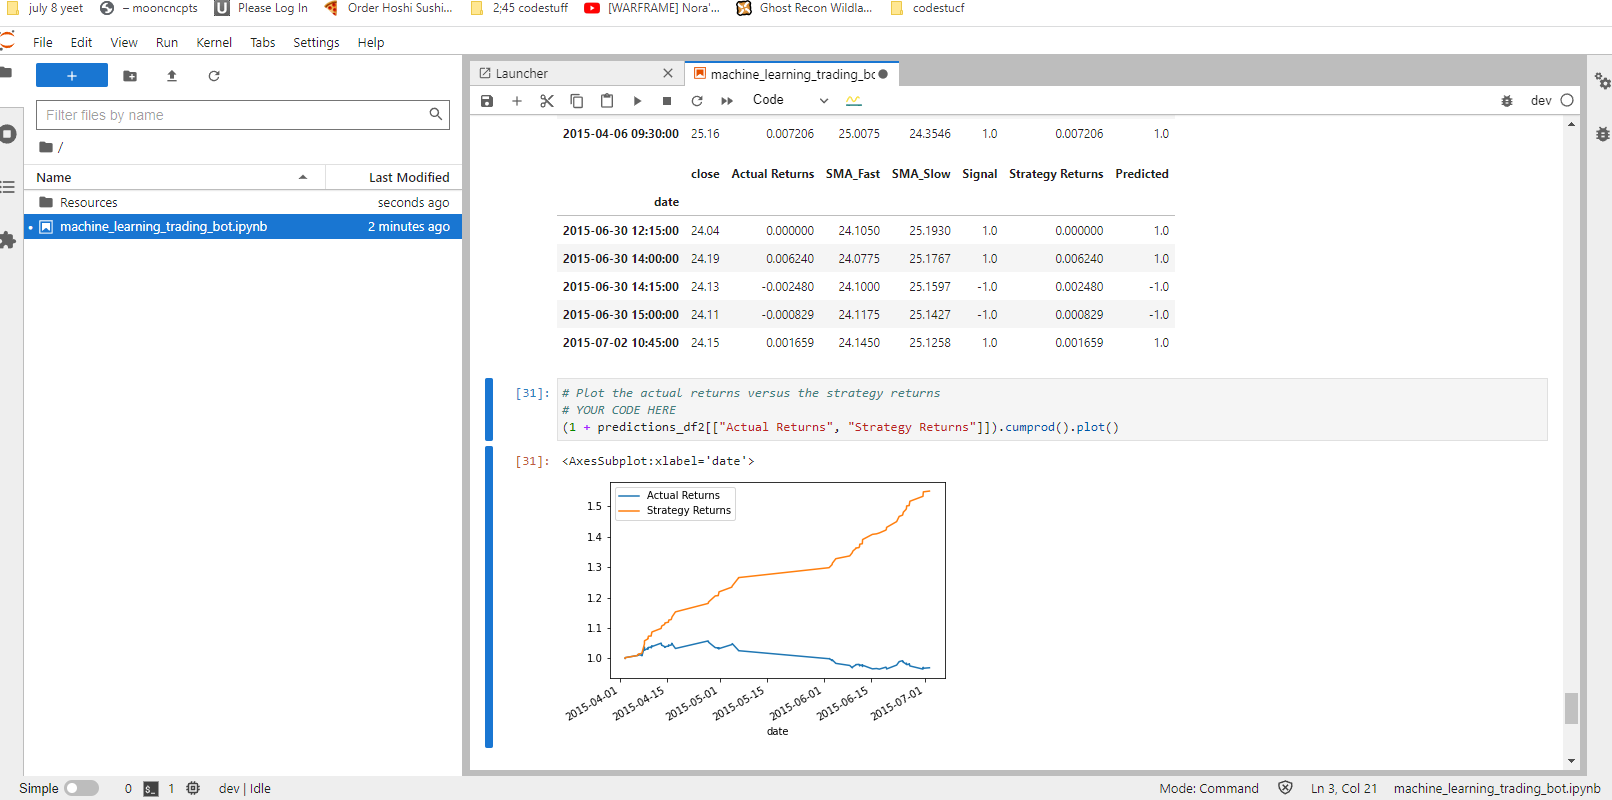 july 8 yeet – mooncncpts Please Log In Order Hoshi Sushi... 2;45 codestuff [WARFRAME] Nora'... Ghost Recon Wildla... codestucf
File Edit View Run Kernel Tabs Settings Help
+
Filter files by name
/
Name Last Modified
Resources seconds ago
machine_learning_trading_bot.ipynb 2 minutes ago
Launcher machine_learning_trading_bc
Code dev
2015-04-06 09:30:00 25.16 0.007206 25.0075 24.3546 1.0 0.007206 1.0
close Actual Returns SMA_Fast SMA_Slow Signal Strategy Returns Predicted
date
2015-06-30 12:15:00 24.04 0.000000 24.1050 25.1930 1.0 0.000000 1.0
2015-06-30 14:00:00 24.19 0.006240 24.0775 25.1767 1.0 0.006240 1.0
2015-06-30 14:15:00 24.13 -0.002480 24.1000 25.1597 -1.0 0.002480 -1.0
2015-06-30 15:00:00 24.11 -0.000829 24.1175 25.1427 -1.0 0.000829 -1.0
2015-07-02 10:45:00 24.15 0.001659 24.1450 25.1258 1.0 0.001659 1.0
[31]: # Plot the actual returns versus the strategy returns
# YOUR CODE HERE
(1 + predictions_df2[["Actual Returns", "Strategy Returns"]]).cumprod().plot()
[31]: <AxesSubplot:xlabel='date'>
Actual Returns
Strategy Returns
1.5
1.4
1.3
1.2
1.1
1.0
2015-04-01 2015-04-15 2015-05-01 2015-05-15 2015-06-01 2015-06-15 2015-07-01
date
Simple 0 $_ 1 dev | Idle Mode: Command Ln 3, Col 21 machine_learning_trading_bot.ipynb